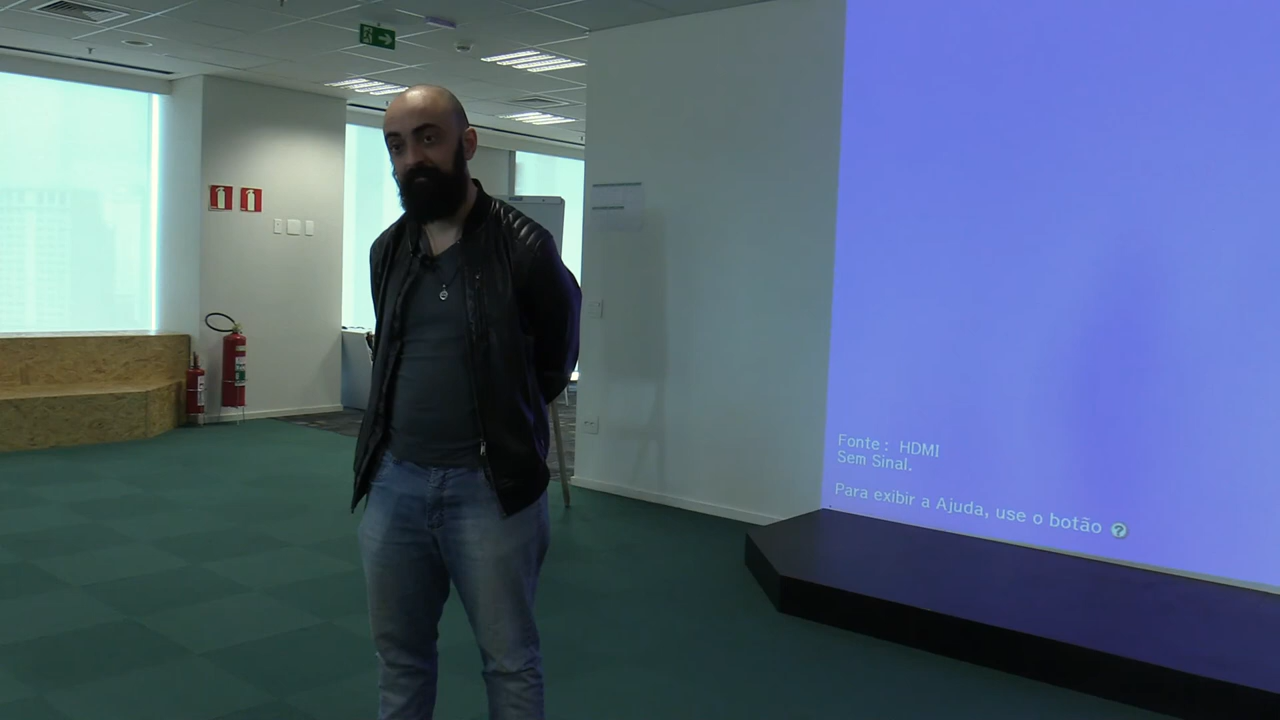 Fonte : HDMI
Sem Sinal.
Para exibir a Ajuda, use o botão ?